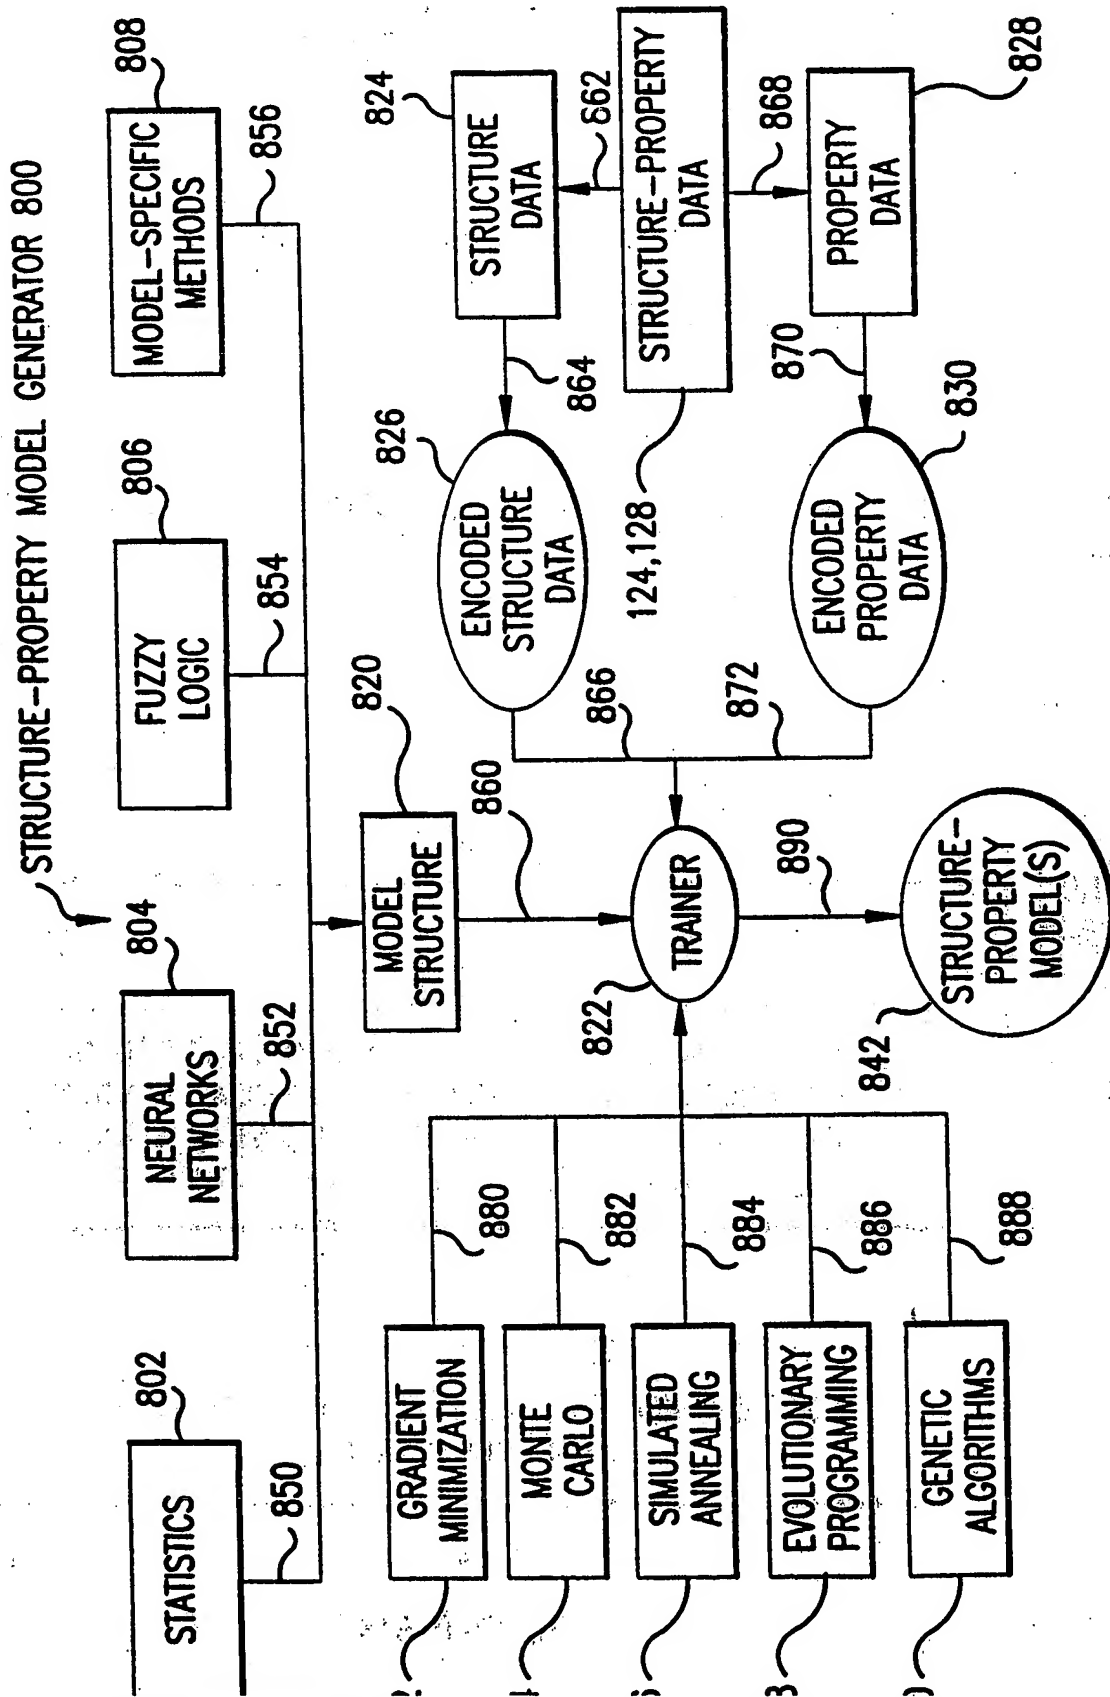 STRUCTURE-PROPERTY MODEL GENERATOR 800
802
STATISTICS
850
804
NEURAL
NETWORKS
852
806
FUZZY
LOGIC
854
808
MODEL-SPECIFIC
METHODS
856
820
MODEL
STRUCTURE
860
GRADIENT
MINIMIZATION
880
MONTE
CARLO
882
SIMULATED
ANNEALING
884
EVOLUTIONARY
PROGRAMMING
886
GENETIC
ALGORITHMS
888
822
TRAINER
890
842
STRUCTURE-
PROPERTY
MODEL(S)
866
872
826
ENCODED
STRUCTURE
DATA
864
824
STRUCTURE
DATA
862
124,128
STRUCTURE-PROPERTY
DATA
868
830
ENCODED
PROPERTY
DATA
870
828
PROPERTY
DATA